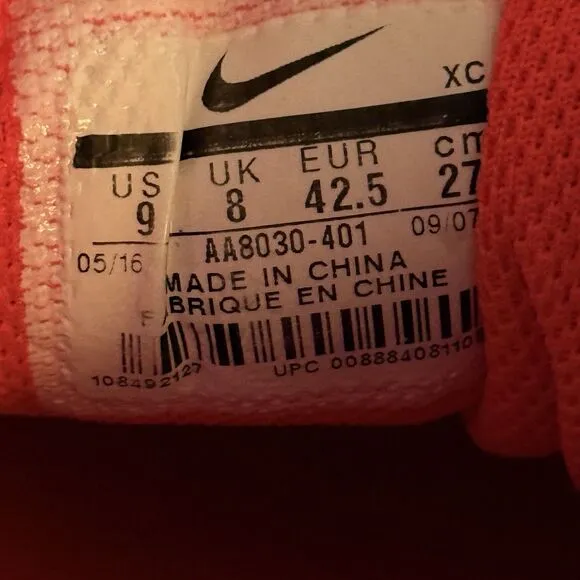 XC
US UK EUR cm
9 8 42.5 27
05/16 AA8030-401 09/07
MADE IN CHINA
FABRIQUE EN CHINE
108492127 UPC 00888408110